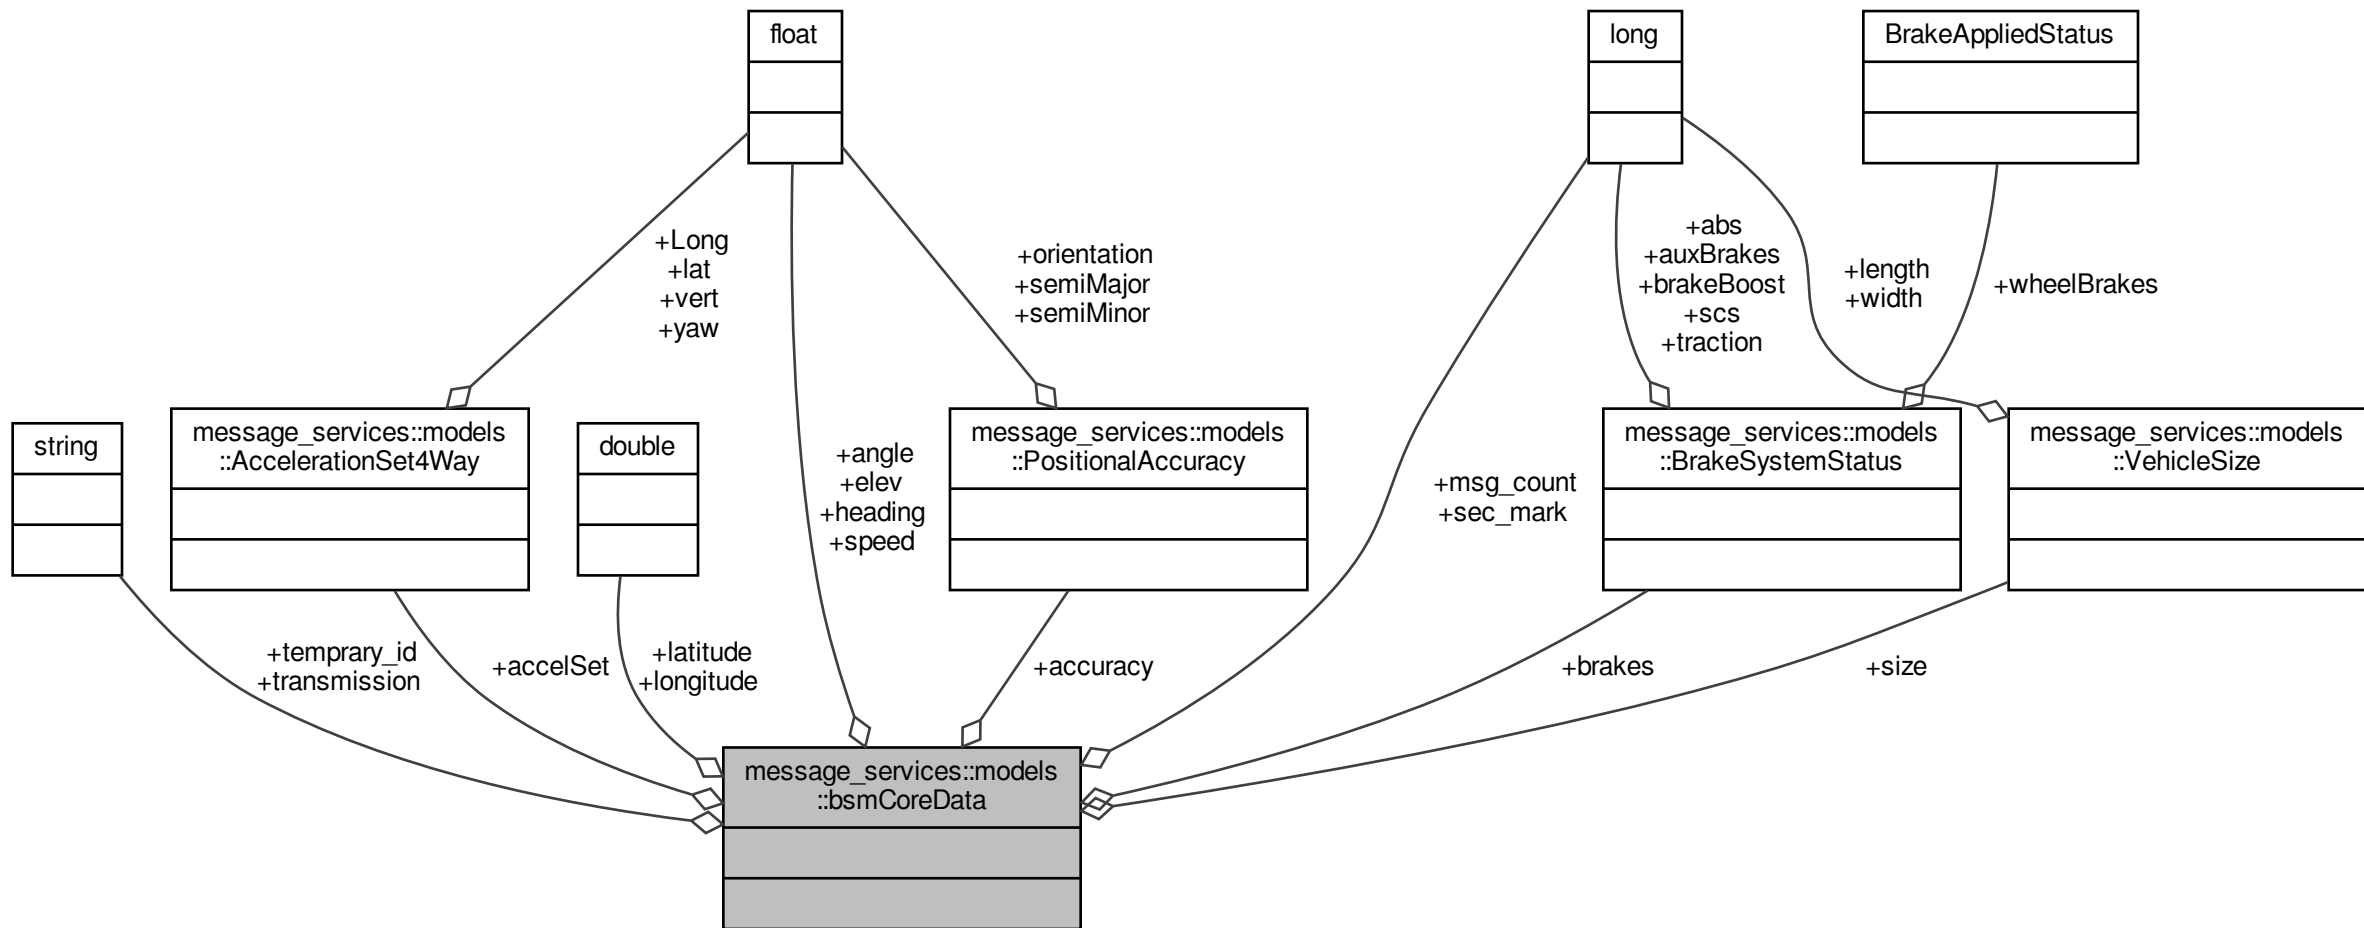 float
long
BrakeAppliedStatus
+Long
+lat
+vert
+yaw
+orientation
+semiMajor
+semiMinor
+abs
+auxBrakes
+brakeBoost
+scs
+traction
+length
+width
+wheelBrakes
string
message_services::models
::AccelerationSet4Way
double
+angle
+elev
+heading
+speed
message_services::models
::PositionalAccuracy
+msg_count
+sec_mark
message_services::models
::BrakeSystemStatus
message_services::models
::VehicleSize
+temprary_id
+transmission
+accelSet
+latitude
+longitude
+accuracy
+brakes
+size
message_services::models
::bsmCoreData